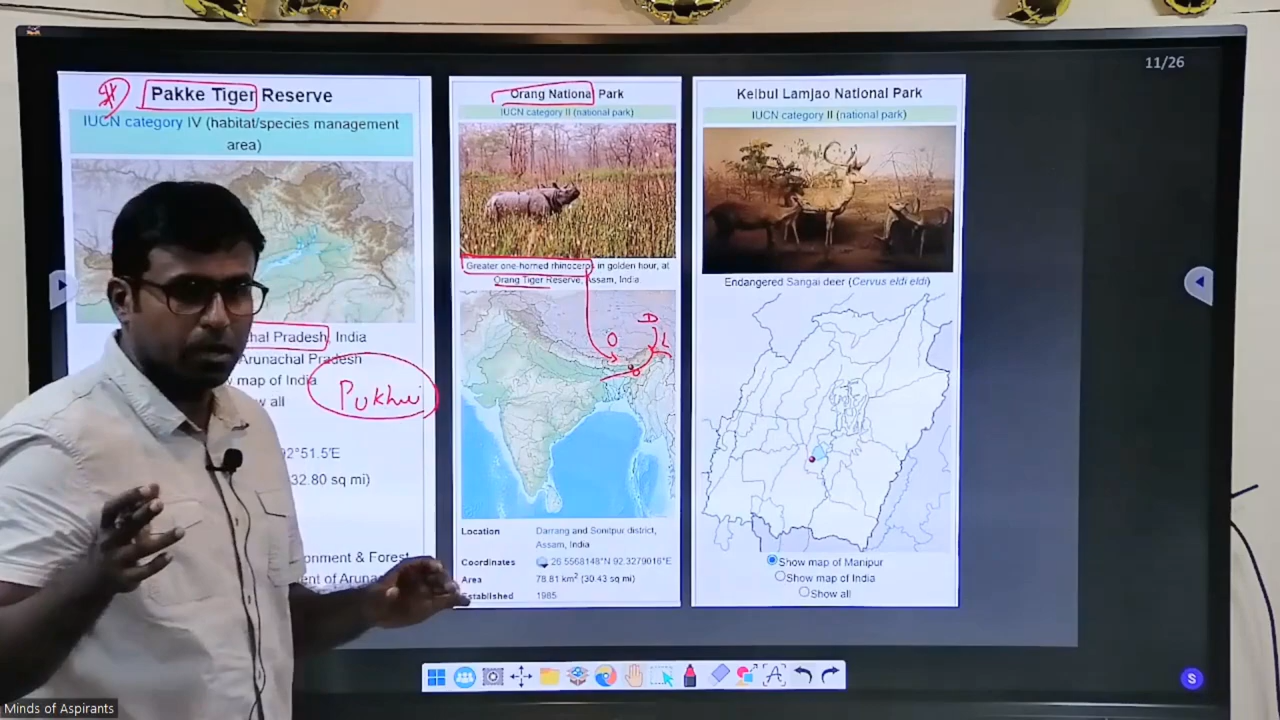 11/26
Pakke Tiger Reserve
IUCN category IV (habitat/species management
area)
chal Pradesh, India
Arunachal Pradesh
map of India
ow all
Pukhui
92°51.5'E
32.80 sq mi)
onment & Forest
ent of Aruna
Orang National Park
IUCN category II (national park)
Greater one-horned rhinoceros in golden hour, at
Orang Tiger Reserve, Assam, India
O
D
L
Location Darrang and Sonitpur district,
Assam, India
Coordinates 26.5568148°N 92.3279016°E
Area 78.81 km² (30.43 sq mi)
Established 1985
Keibul Lamjao National Park
IUCN category II (national park)
Endangered Sangai deer (Cervus eldi eldi)
Show map of Manipur
Show map of India
Show all
A
S
Minds of Aspirants